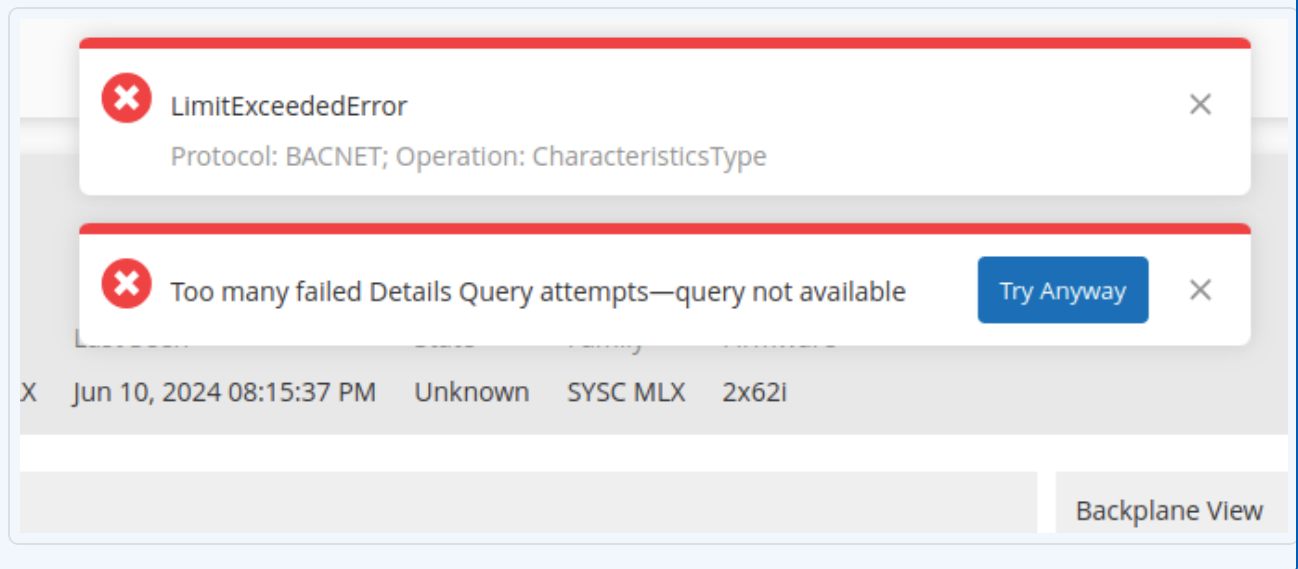 LimitExceededError
Protocol: BACNET; Operation: CharacteristicsType
Too many failed Details Query attempts—query not available
Try Anyway
X Jun 10, 2024 08:15:37 PM Unknown SYSC MLX 2x62i
Backplane View